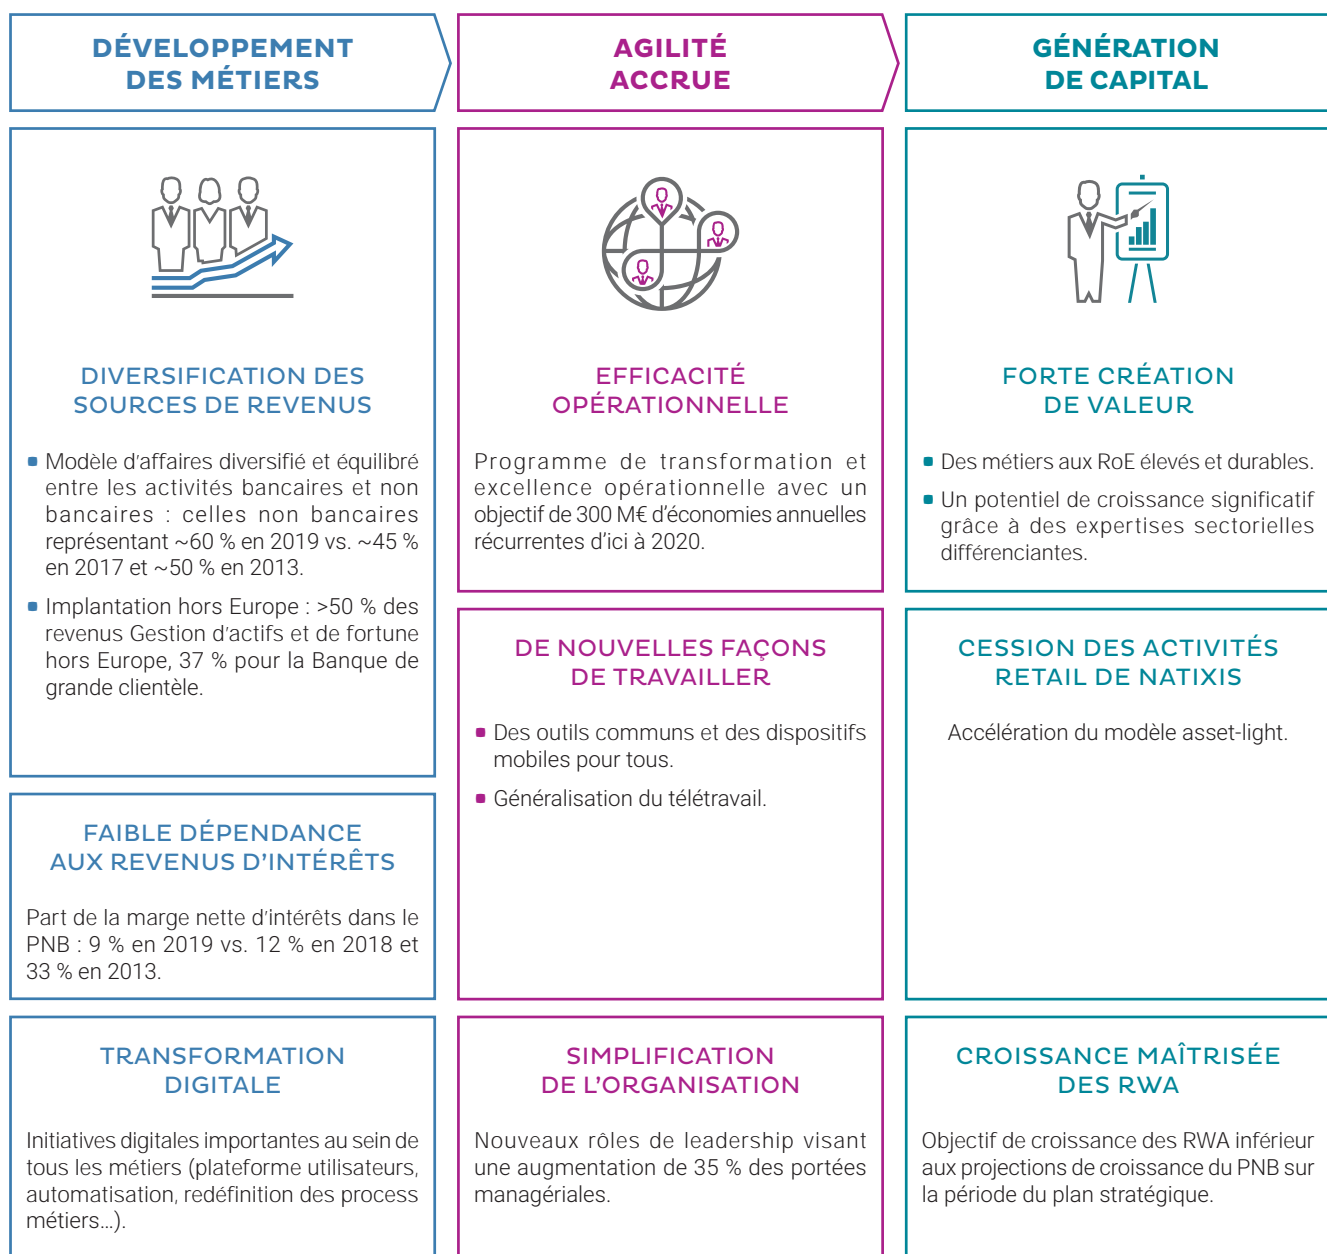 DÉVELOPPEMENT
DES MÉTIERS
DIVERSIFICATION DES
SOURCES DE REVENUS
Modèle d'affaires diversifié et équilibré
entre les activités bancaires et non
bancaires : celles non bancaires
représentant ~60 % en 2019 vs. ~45 %
en 2017 et ~50 % en 2013.
Implantation hors Europe : >50 % des
revenus Gestion d'actifs et de fortune
hors Europe, 37 % pour la Banque de
grande clientèle.
FAIBLE DÉPENDANCE
AUX REVENUS D'INTÉRÊTS
Part de la marge nette d'intérêts dans le
PNB : 9 % en 2019 vs. 12 % en 2018 et
33 % en 2013.
TRANSFORMATION
DIGITALE
Initiatives digitales importantes au sein de
tous les métiers (plateforme utilisateurs,
automatisation, redéfinition des process
métiers…).
AGILITÉ
ACCRUE
EFFICACITÉ
OPÉRATIONNELLE
Programme de transformation et
excellence opérationnelle avec un
objectif de 300 M€ d'économies annuelles
récurrentes d'ici à 2020.
DE NOUVELLES FAÇONS
DE TRAVAILLER
Des outils communs et des dispositifs
mobiles pour tous.
Généralisation du télétravail.
SIMPLIFICATION
DE L'ORGANISATION
Nouveaux rôles de leadership visant
une augmentation de 35 % des portées
managériales.
GÉNÉRATION
DE CAPITAL
FORTE CRÉATION
DE VALEUR
Des métiers aux RoE élevés et durables.
Un potentiel de croissance significatif
grâce à des expertises sectorielles
différenciantes.
CESSION DES ACTIVITÉS
RETAIL DE NATIXIS
Accélération du modèle asset-light.
CROISSANCE MAÎTRISÉE
DES RWA
Objectif de croissance des RWA inférieur
aux projections de croissance du PNB sur
la période du plan stratégique.